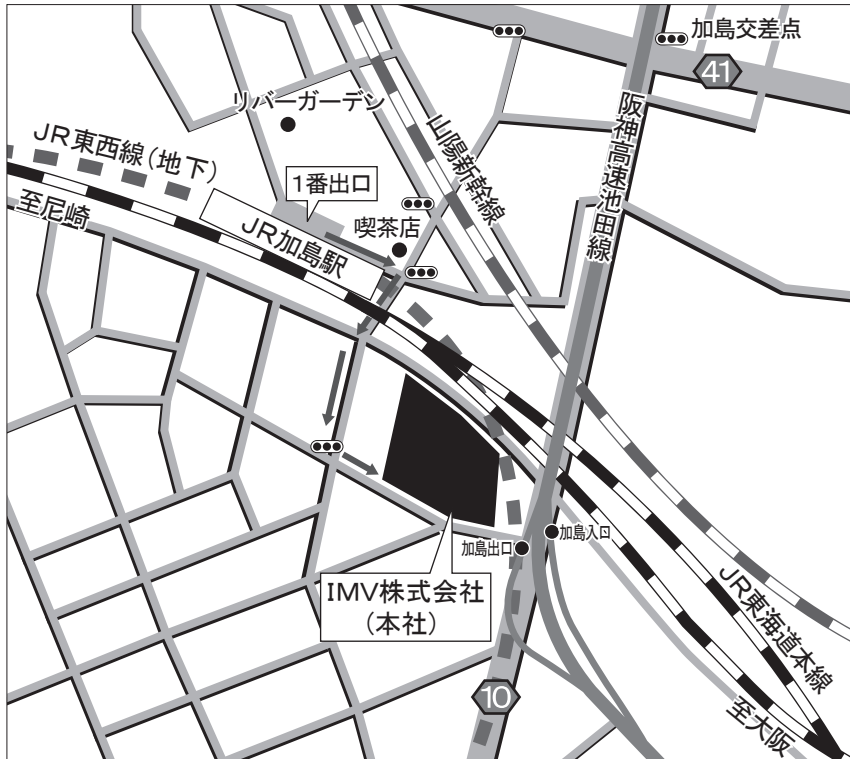 加島交差点
41
リバーガーデン
阪神高速池田線
山陽新幹線
JR東西線(地下)
1番出口
至尼崎
喫茶店
JR加島駅
加島出口
加島入口
IMV株式会社
(本社)
JR東海道本線
10
至大阪